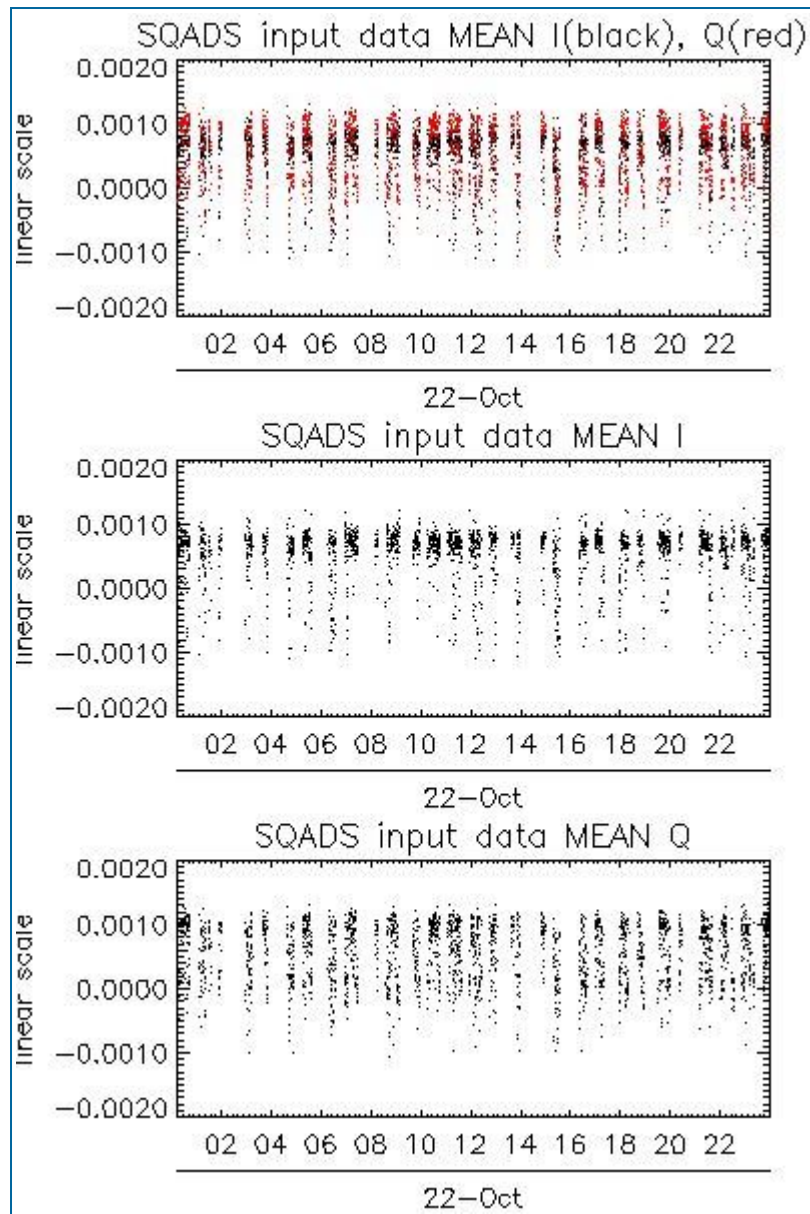 SQADS input data MEAN I(black), Q(red)
linear scale
0.0020
0.0010
0.0000
−0.0010
−0.0020
02 04 06 08 10 12 14 16 18 20 22
22−Oct
SQADS input data MEAN I
linear scale
0.0020
0.0010
0.0000
−0.0010
−0.0020
02 04 06 08 10 12 14 16 18 20 22
22−Oct
SQADS input data MEAN Q
linear scale
0.0020
0.0010
0.0000
−0.0010
−0.0020
02 04 06 08 10 12 14 16 18 20 22
22−Oct